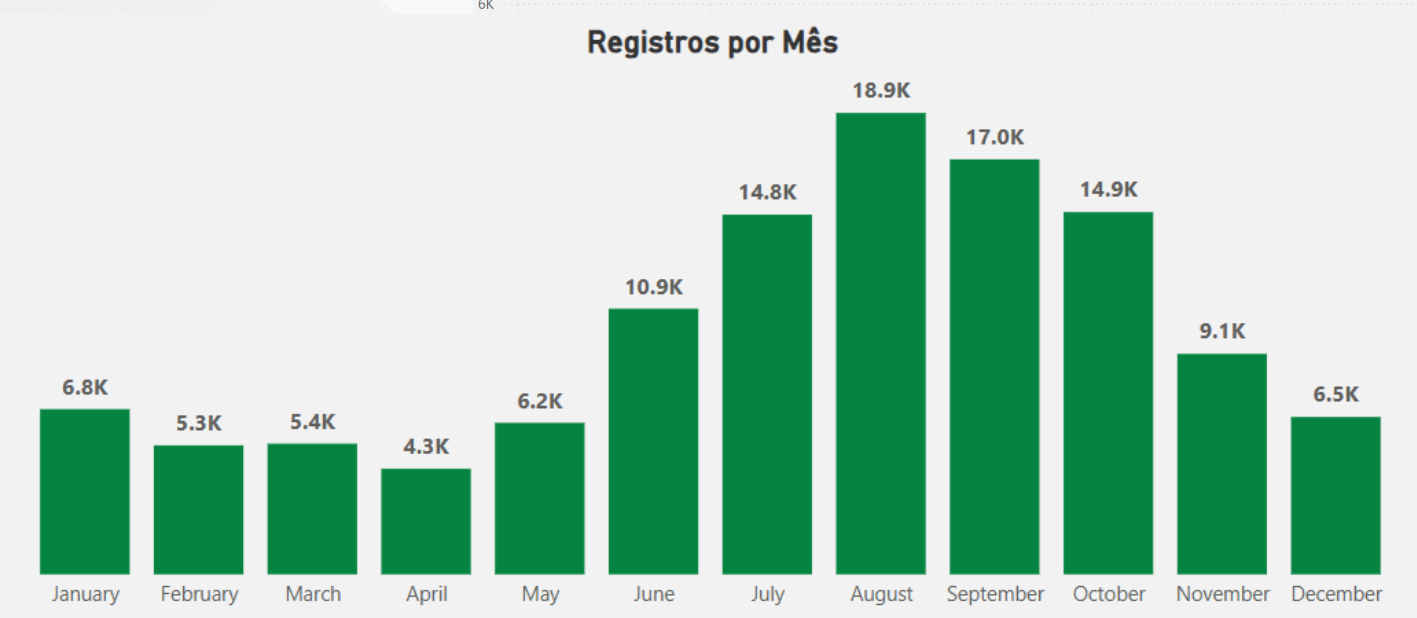 6K
Registros por Mês
18.9K
17.0K
14.8K
14.9K
10.9K
9.1K
6.8K
6.5K
6.2K
5.3K
5.4K
4.3K
January February March April May June July August September October November December